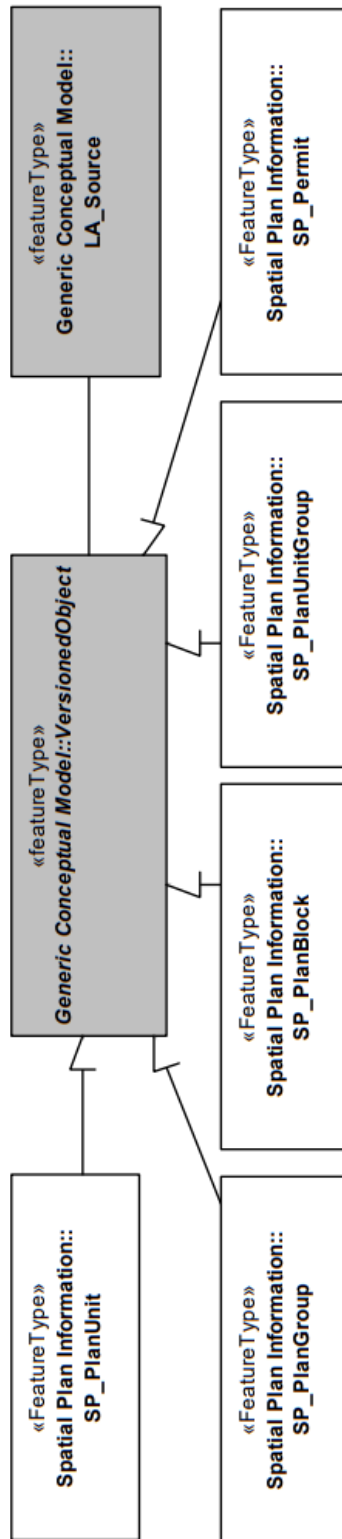 «FeatureType»
Spatial Plan Information::
SP_PlanUnit
«featureType»
Generic Conceptual Model::VersionedObject
«featureType»
Generic Conceptual Model::
LA_Source
«FeatureType»
Spatial Plan Information::
SP_PlanGroup
«FeatureType»
Spatial Plan Information::
SP_PlanBlock
«FeatureType»
Spatial Plan Information::
SP_PlanUnitGroup
«FeatureType»
Spatial Plan Information::
SP_Permit